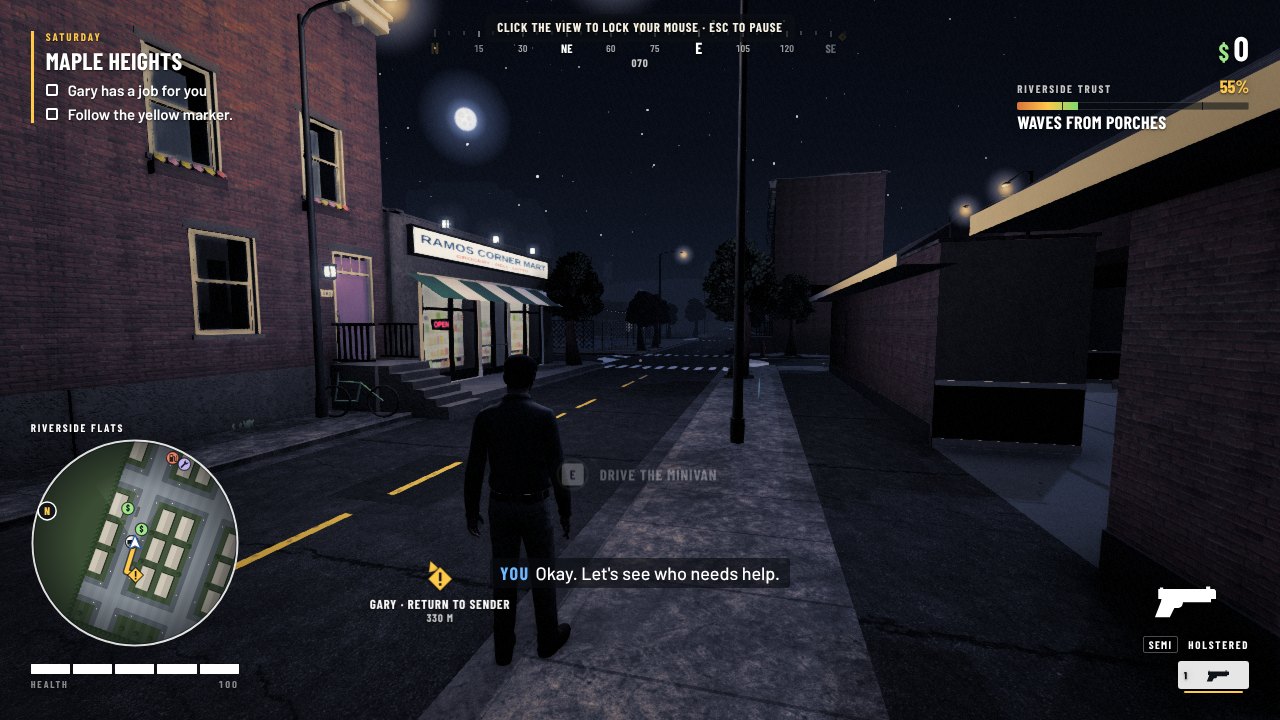 CLICK THE VIEW TO LOCK YOUR MOUSE · ESC TO PAUSE
N 15 30 NE 60 75 E 105 120 SE
070
SATURDAY
MAPLE HEIGHTS
Gary has a job for you
Follow the yellow marker.
$0
RIVERSIDE TRUST 55%
WAVES FROM PORCHES
RAMOS CORNER MART
OPEN
RIVERSIDE FLATS
N
E DRIVE THE MINIVAN
YOU Okay. Let's see who needs help.
GARY · RETURN TO SENDER
330 M
SEMI HOLSTERED
1
HEALTH 100